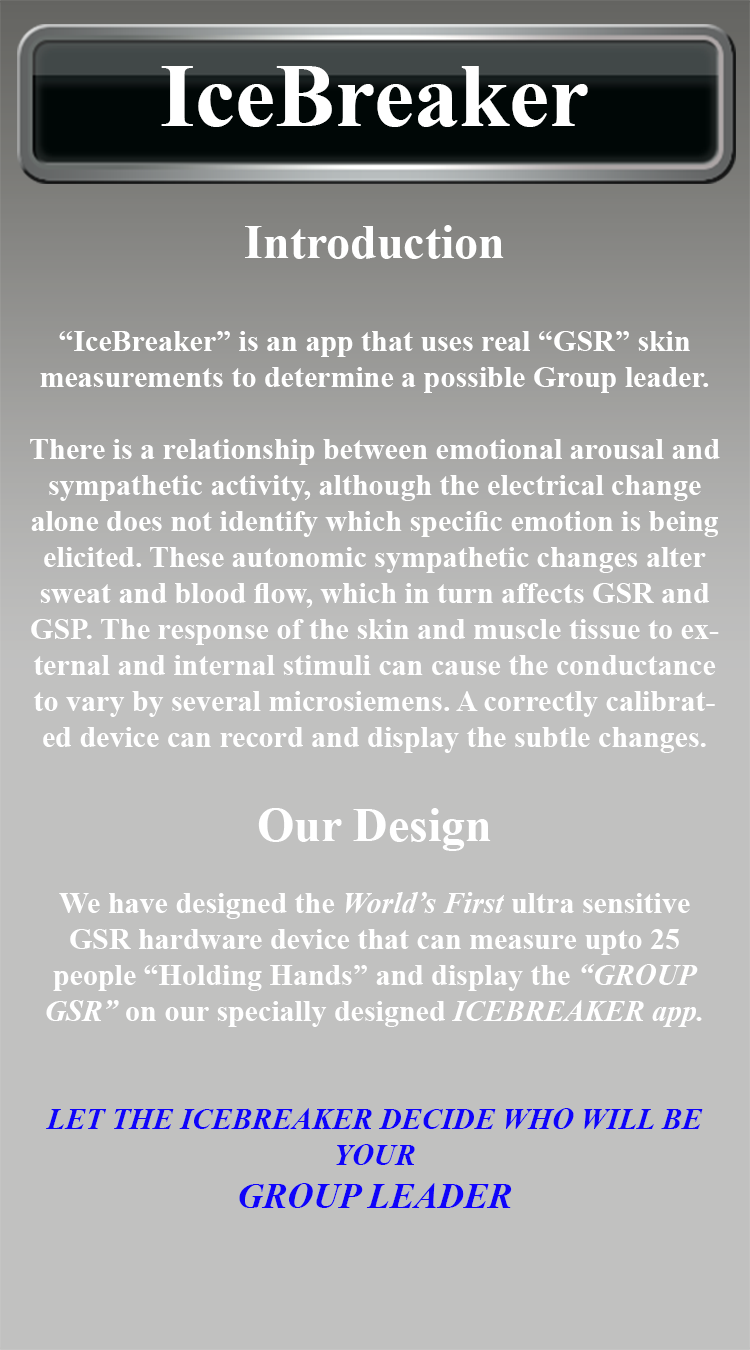 IceBreaker
Introduction
“IceBreaker” is an app that uses real “GSR” skin
measurements to determine a possible Group leader.
There is a relationship between emotional arousal and
sympathetic activity, although the electrical change
alone does not identify which specific emotion is being
elicited. These autonomic sympathetic changes alter
sweat and blood flow, which in turn affects GSR and
GSP. The response of the skin and muscle tissue to ex-
ternal and internal stimuli can cause the conductance
to vary by several microsiemens. A correctly calibrat-
ed device can record and display the subtle changes.
Our Design
We have designed the World’s First ultra sensitive
GSR hardware device that can measure upto 25
people “Holding Hands” and display the “GROUP
GSR” on our specially designed ICEBREAKER app.
LET THE ICEBREAKER DECIDE WHO WILL BE
YOUR
GROUP LEADER